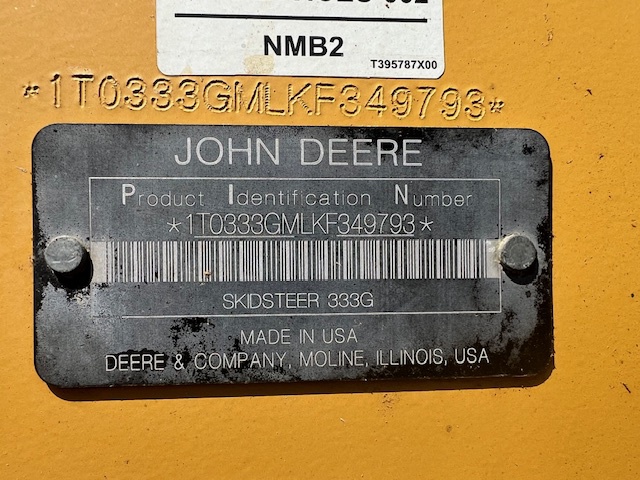 NMB2
T395787X00
*1T0333GMLKF349793*
JOHN DEERE
Product Identification Number
*1T0333GMLKF349793*
SKIDSTEER 333G
MADE IN USA
DEERE & COMPANY, MOLINE, ILLINOIS, USA